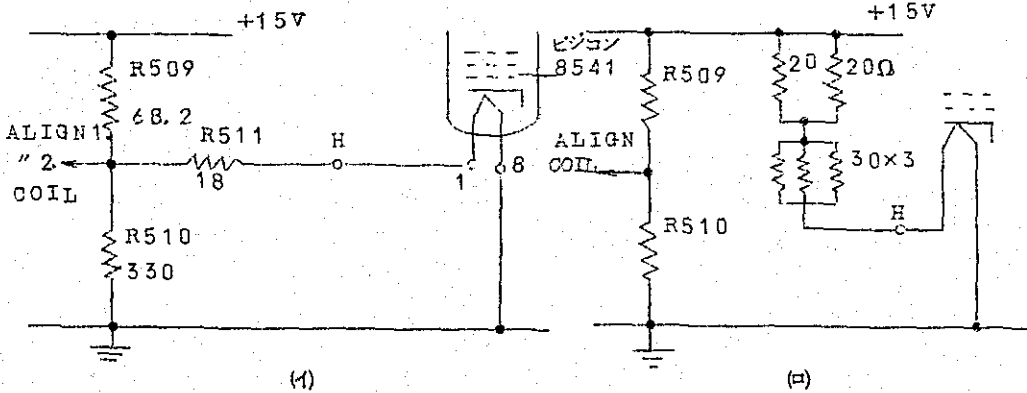 +15V
R509
68.2
ALIGN1
〃2
COIL
R511
18
H
1
8
R510
330
ビジコン
8541
(イ)
+15V
R509
20
20Ω
ALIGN
COIL
30×3
H
R510
(ロ)